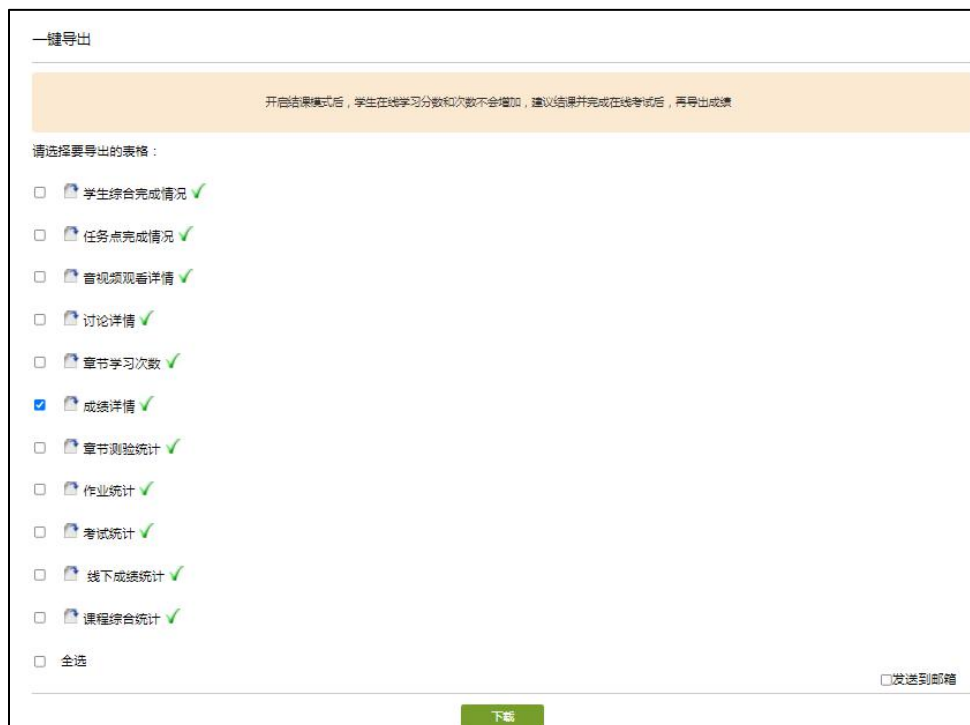 一键导出
开启结课模式后，学生在线学习分数和次数不会增加，建议结课并完成在线考试后，再导出成绩
请选择要导出的表格：
学生综合完成情况
任务点完成情况
音视频观看详情
讨论详情
章节学习次数
成绩详情
章节测验统计
作业统计
考试统计
线下成绩统计
课程综合统计
全选
发送到邮箱
下载